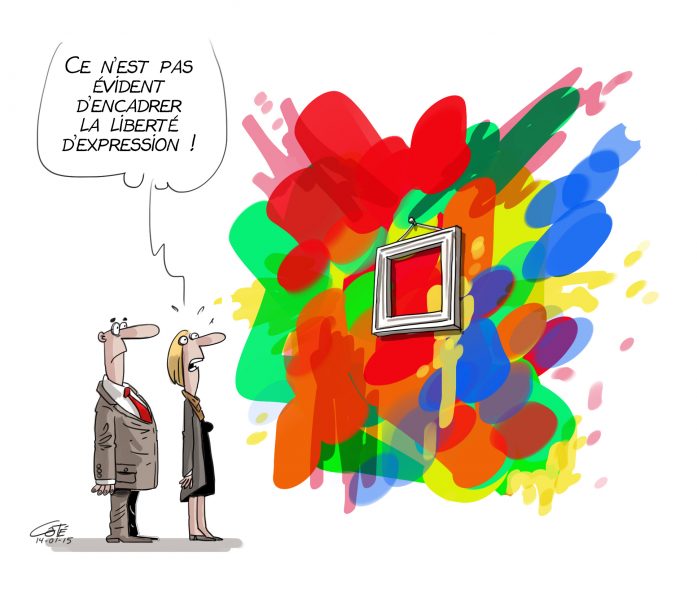 CE N'EST PAS
ÉVIDENT
D'ENCADRER
LA LIBERTÉ
D'EXPRESSION !
CÔTÉ
14-01-15